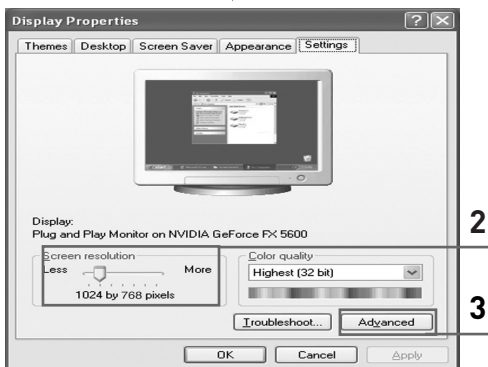 Display Properties
Themes Desktop Screen Saver Appearance Settings
Display:
Plug and Play Monitor on NVIDIA GeForce FX 5600
Screen resolution
Less More
1024 by 768 pixels
Color quality
Highest (32 bit)
2
Troubleshoot... Advanced
3
OK Cancel Apply